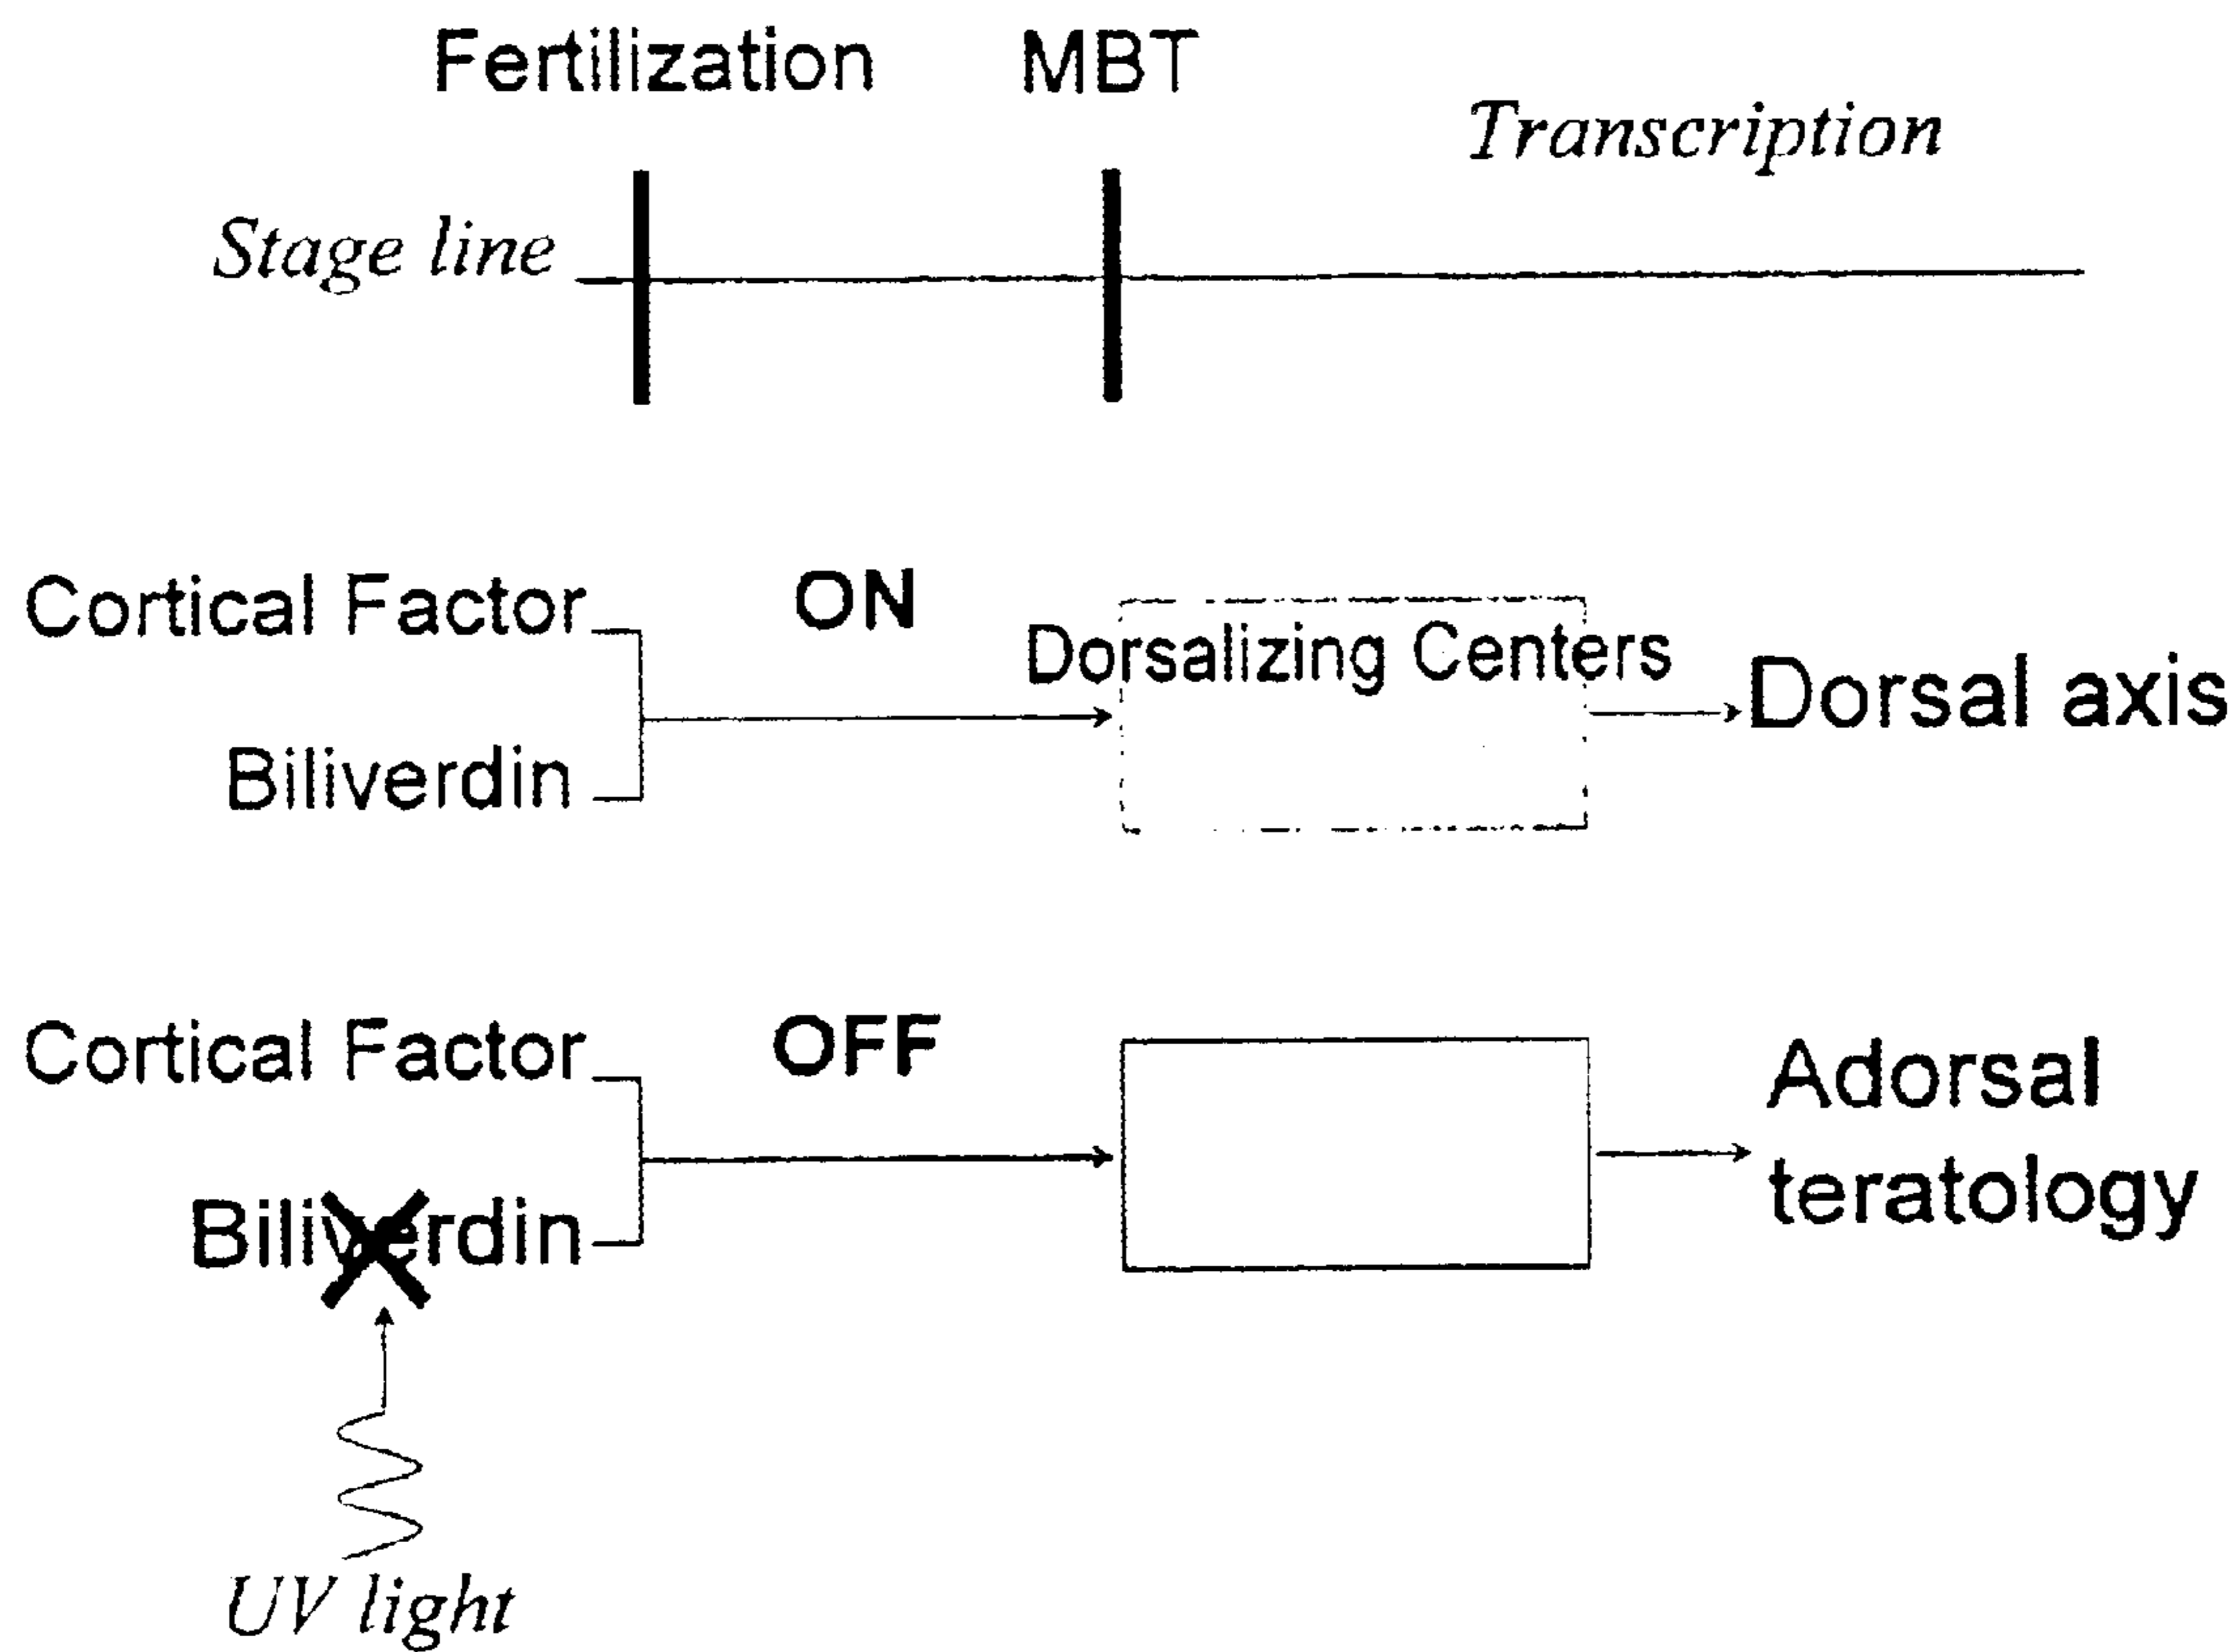 Fertilization MBT
Transcription
Stage line
Cortical Factor ON
Dorsalizing Centers
Dorsal axis
Biliverdin
Cortical Factor OFF
Adorsal
teratology
Biliverdin
UV light